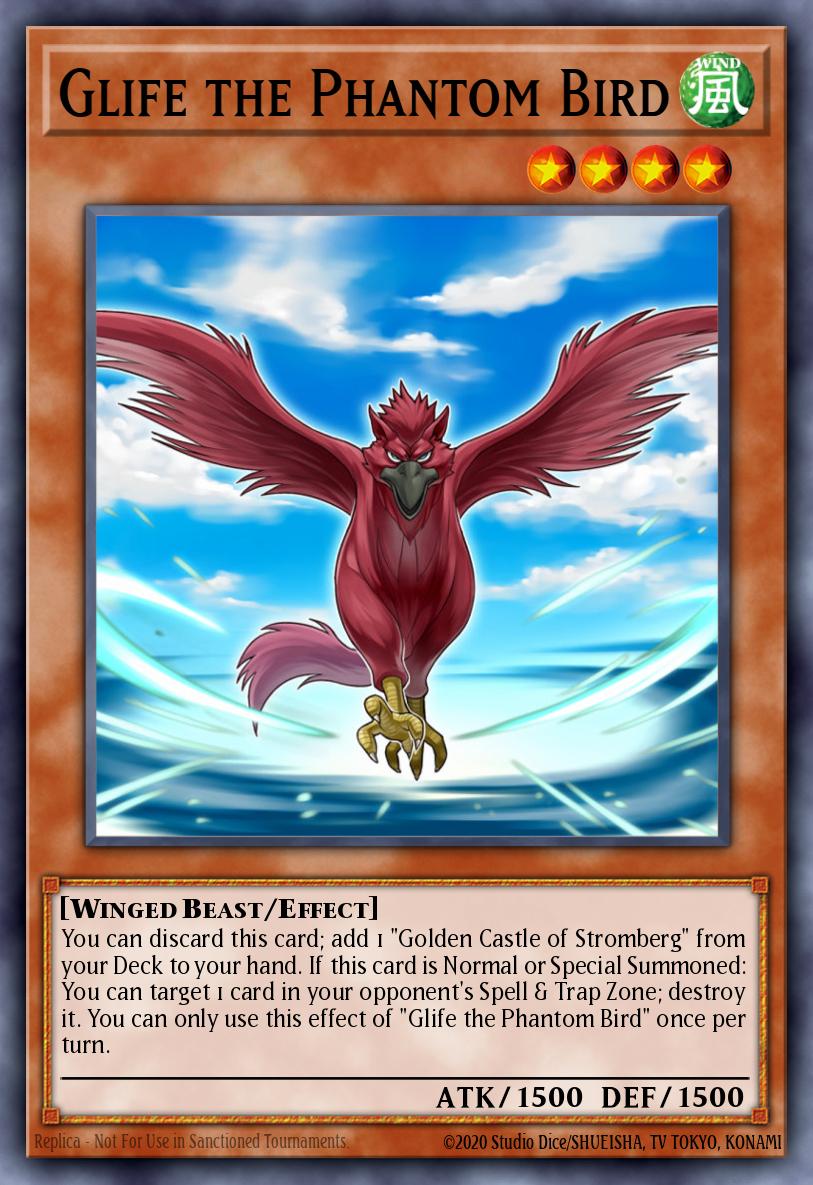 Glife the Phantom Bird
WIND
風
[Winged Beast/Effect]
You can discard this card; add 1 "Golden Castle of Stromberg" from
your Deck to your hand. If this card is Normal or Special Summoned:
You can target 1 card in your opponent's Spell & Trap Zone; destroy
it. You can only use this effect of "Glife the Phantom Bird" once per
turn.
ATK/1500 DEF/1500
Replica - Not For Use in Sanctioned Tournaments. ©2020 Studio Dice/SHUEISHA, TV TOKYO, KONAMI